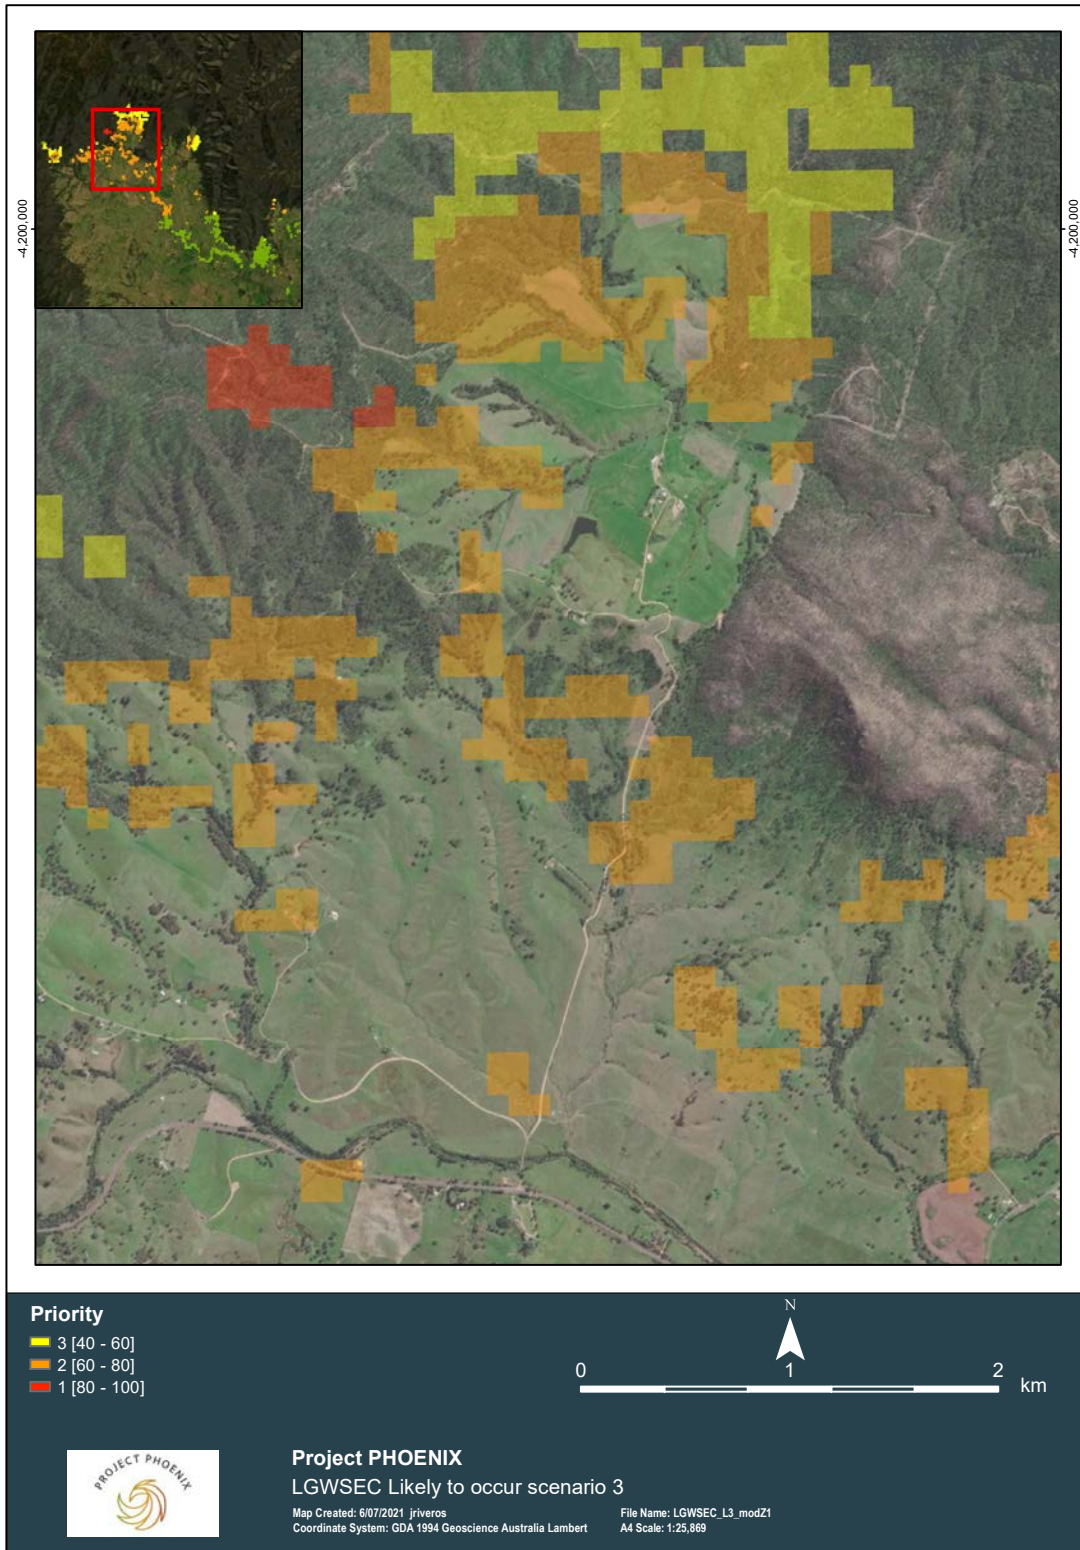 -4,200,000
-4,200,000
Priority
3 [40 - 60]
2 [60 - 80]
1 [80 - 100]
N
0 1 2 km
PROJECT PHOENIX
Project PHOENIX
LGWSEC Likely to occur scenario 3
Map Created: 6/07/2021 jriveros
File Name: LGWSEC_L3_modZ1
Coordinate System: GDA 1994 Geoscience Australia Lambert
A4 Scale: 1:25,869